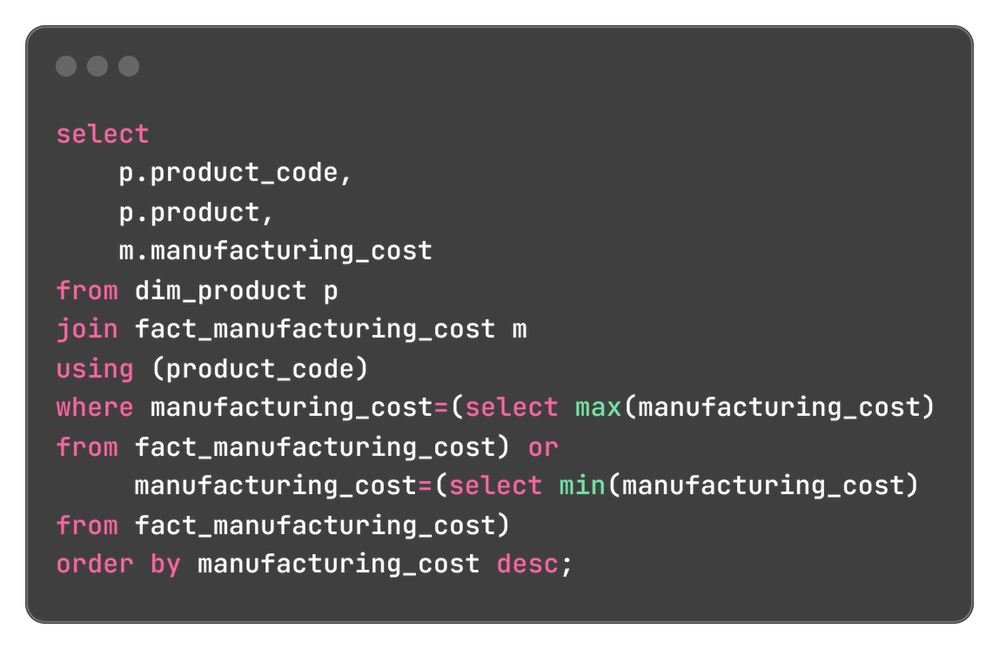 select
    p.product_code,
    p.product,
    m.manufacturing_cost
from dim_product p
join fact_manufacturing_cost m
using (product_code)
where manufacturing_cost=(select max(manufacturing_cost)
from fact_manufacturing_cost) or
     manufacturing_cost=(select min(manufacturing_cost)
from fact_manufacturing_cost)
order by manufacturing_cost desc;